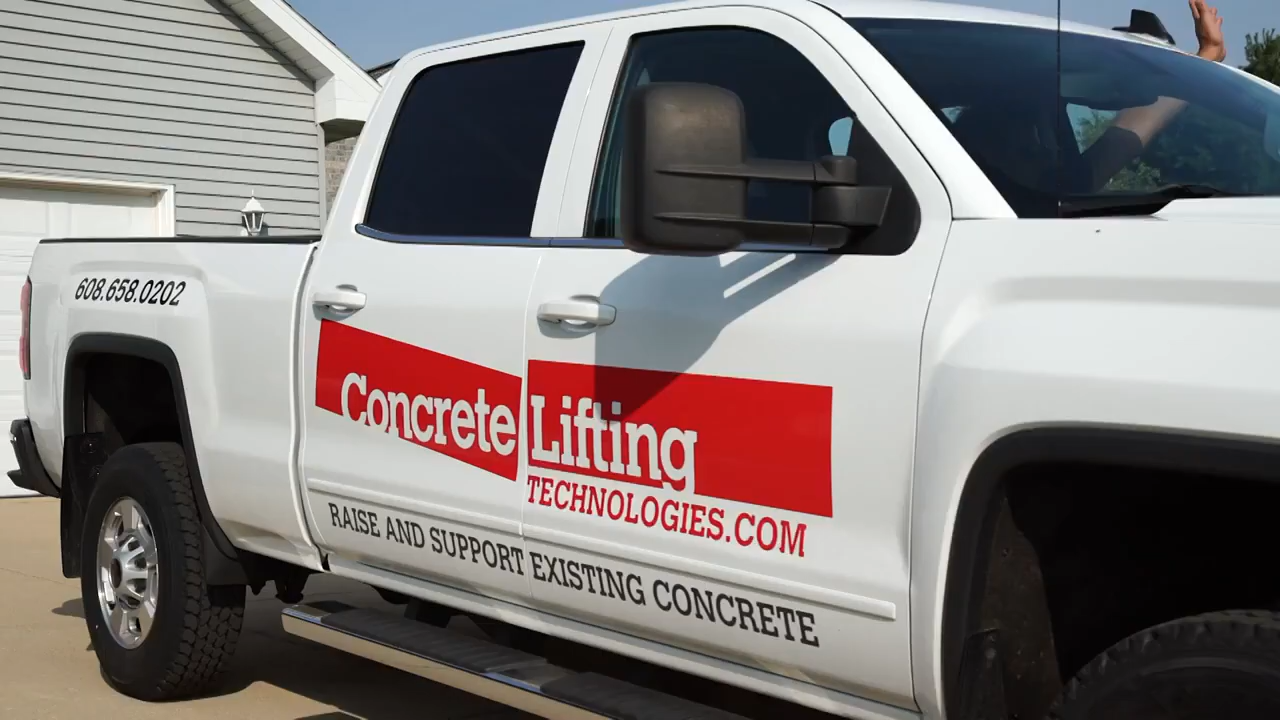 608.658.0202
Concrete Lifting
TECHNOLOGIES.COM
RAISE AND SUPPORT EXISTING CONCRETE